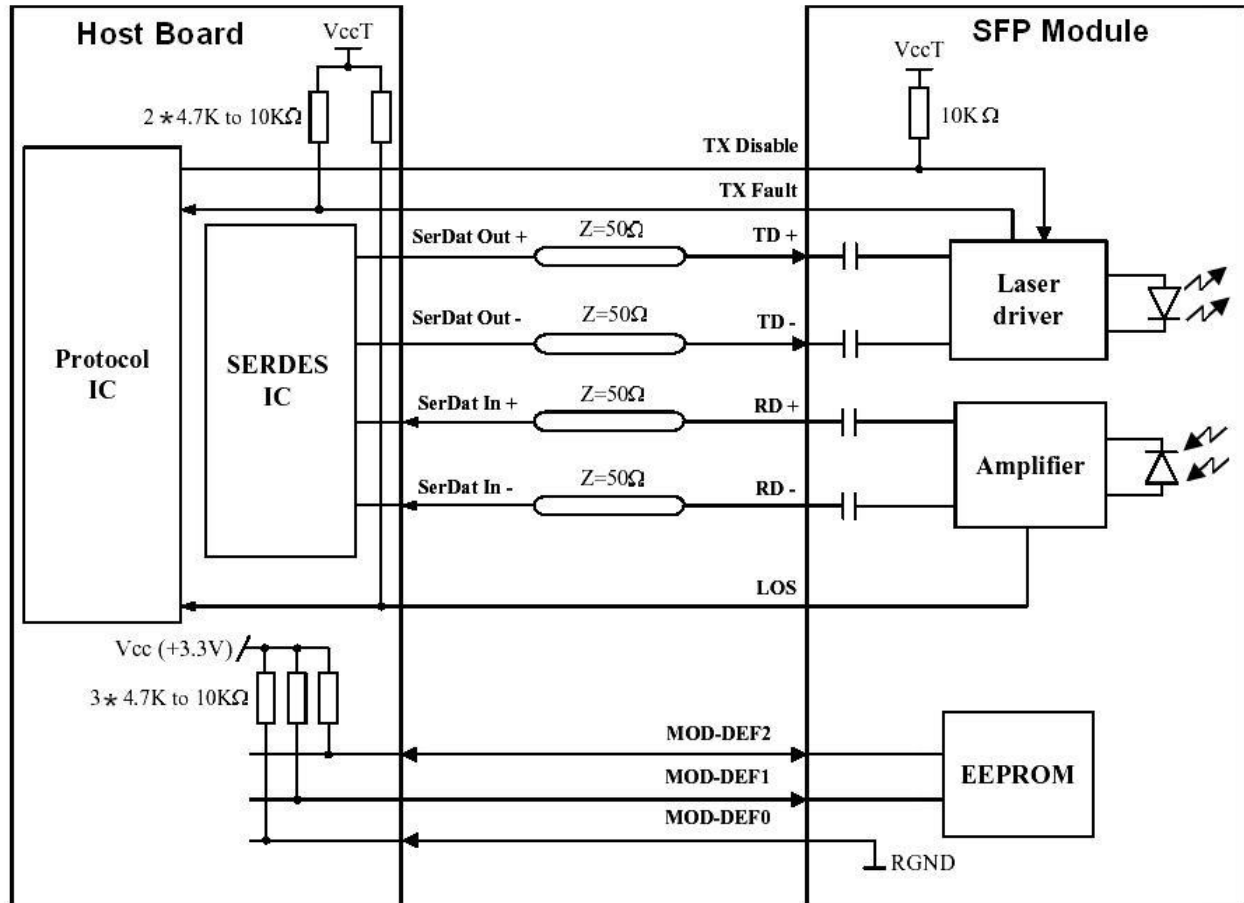 Host Board
SFP Module
VccT
VccT
2*4.7K to 10KΩ
10K Ω
TX Disable
TX Fault
SerDat Out +
Z=50Ω
TD +
SerDat Out -
Z=50Ω
TD -
Laser
driver
Protocol
IC
SERDES
IC
SerDat In +
Z=50Ω
RD +
SerDat In -
Z=50Ω
RD -
Amplifier
LOS
Vcc (+3.3V)
3* 4.7K to 10KΩ
MOD-DEF2
MOD-DEF1
MOD-DEF0
EEPROM
RGND